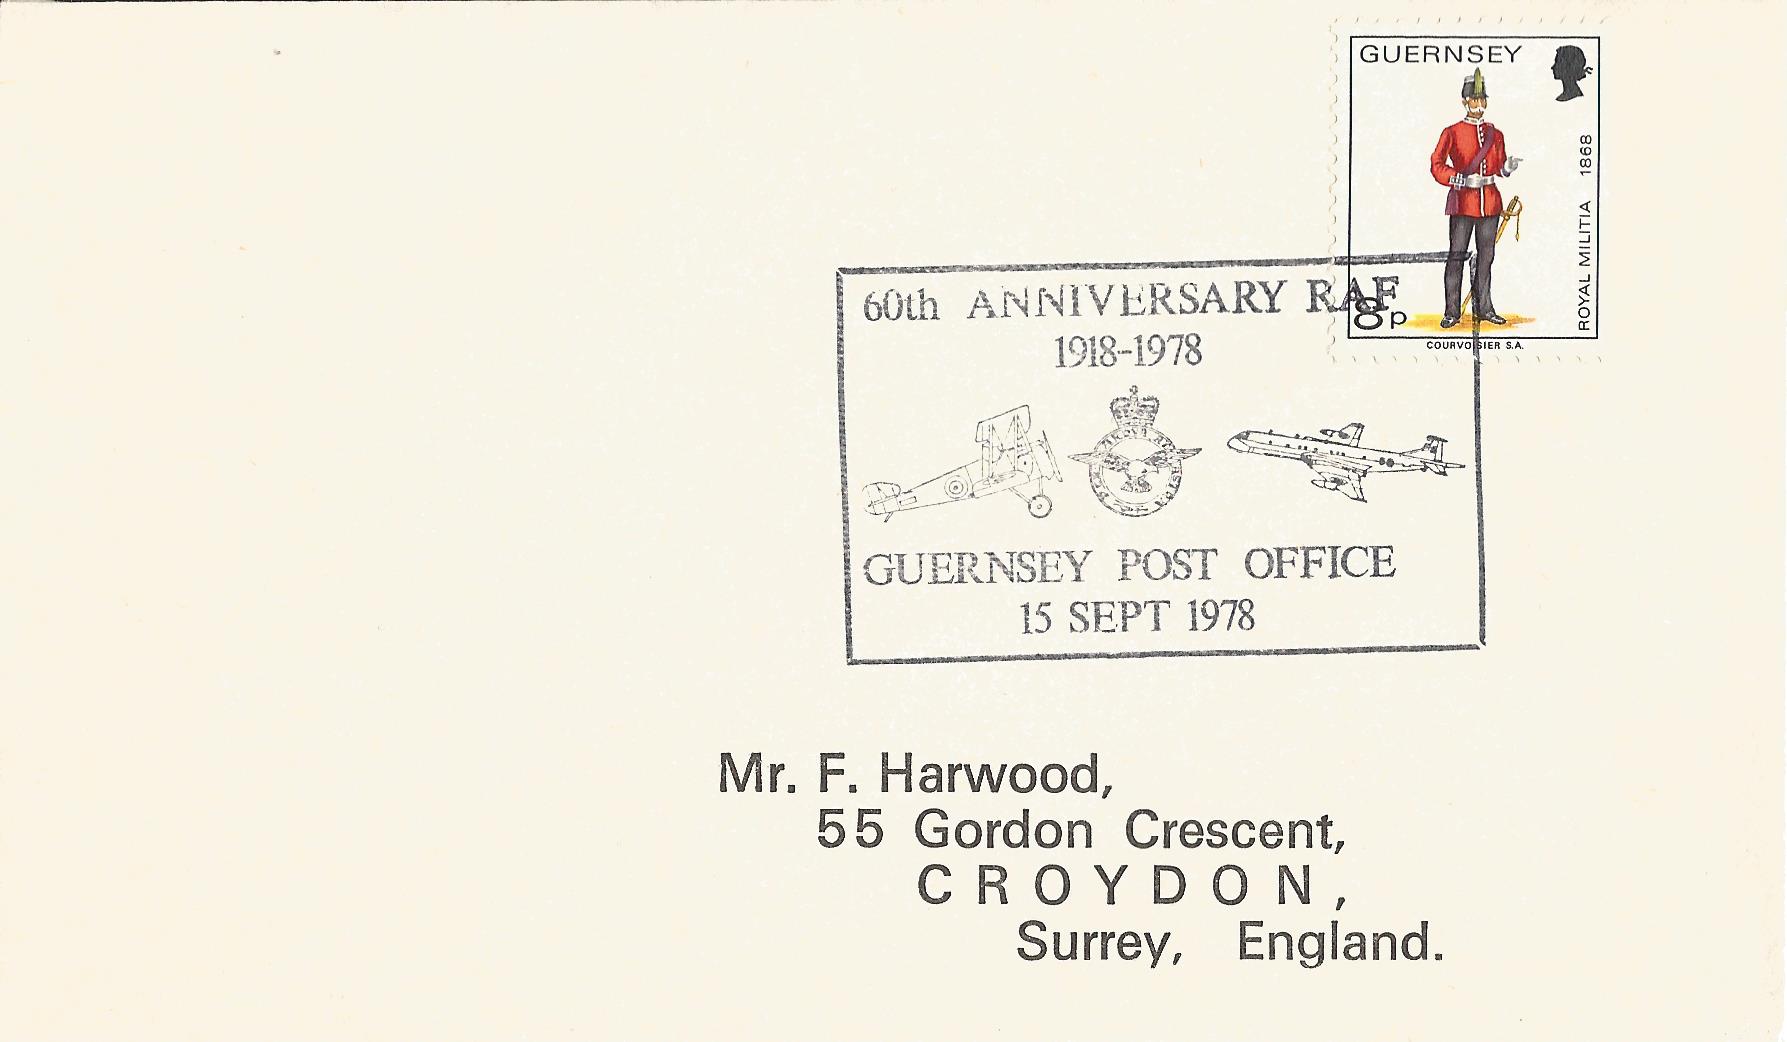 GUERNSEY
ROYAL MILITIA 1868
8p
COURVOISIER S.A.
60th ANNIVERSARY RAF
1918-1978
GUERNSEY POST OFFICE
15 SEPT 1978
Mr. F. Harwood,
55 Gordon Crescent,
CROYDON,
Surrey, England.